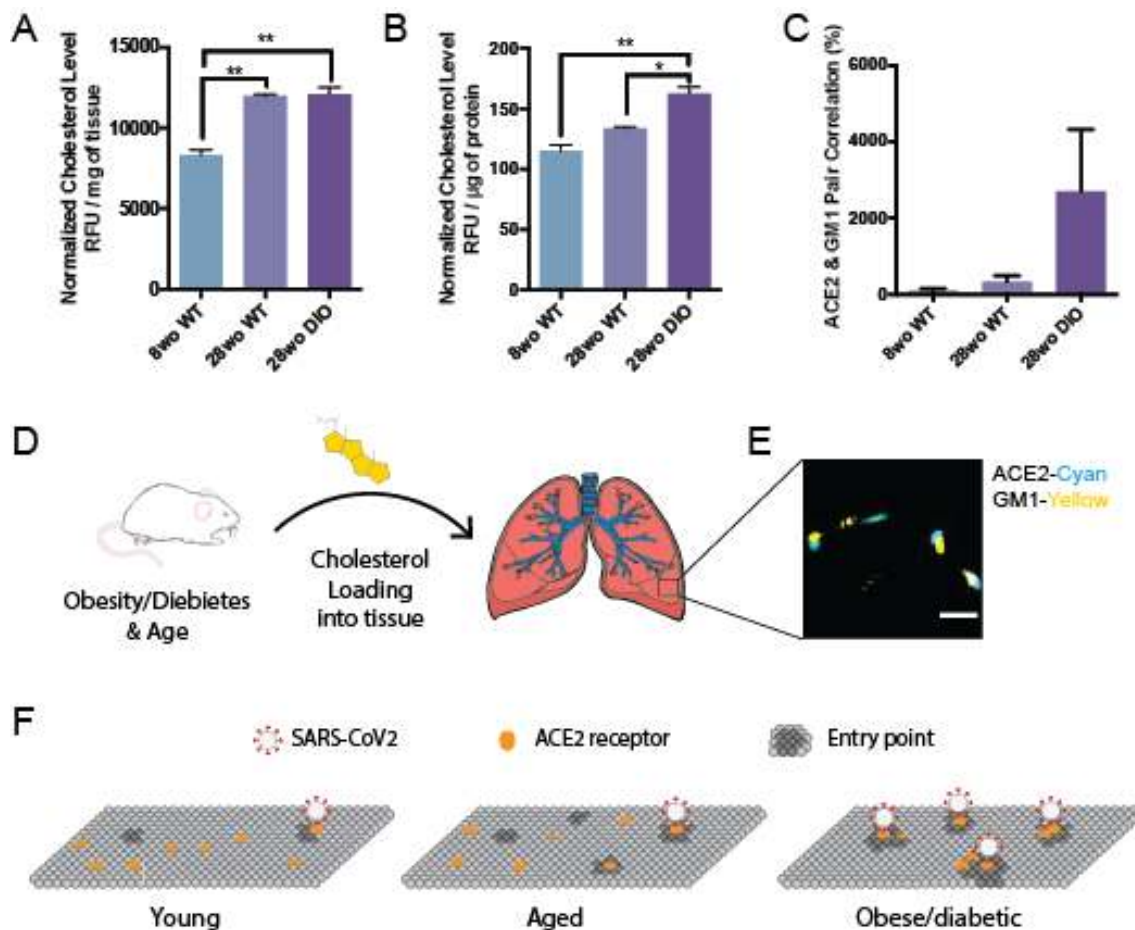 A
Normalized Cholesterol Level
RFU / mg of tissue
15000
10000
5000
0
**
**
8wo WT
28wo WT
28wo DIO
B
Normalized Cholesterol Level
RFU / µg of protein
200
150
100
50
0
**
*
8wo WT
28wo WT
28wo DIO
C
ACE2 & GM1 Pair Correlation (%)
6000
4000
2000
0
8wo WT
28wo WT
28wo DIO
D
Obesity/Diebietes
& Age
Cholesterol
Loading
into tissue
E
ACE2-Cyan
GM1-Yellow
F
SARS-CoV2
ACE2 receptor
Entry point
Young
Aged
Obese/diabetic